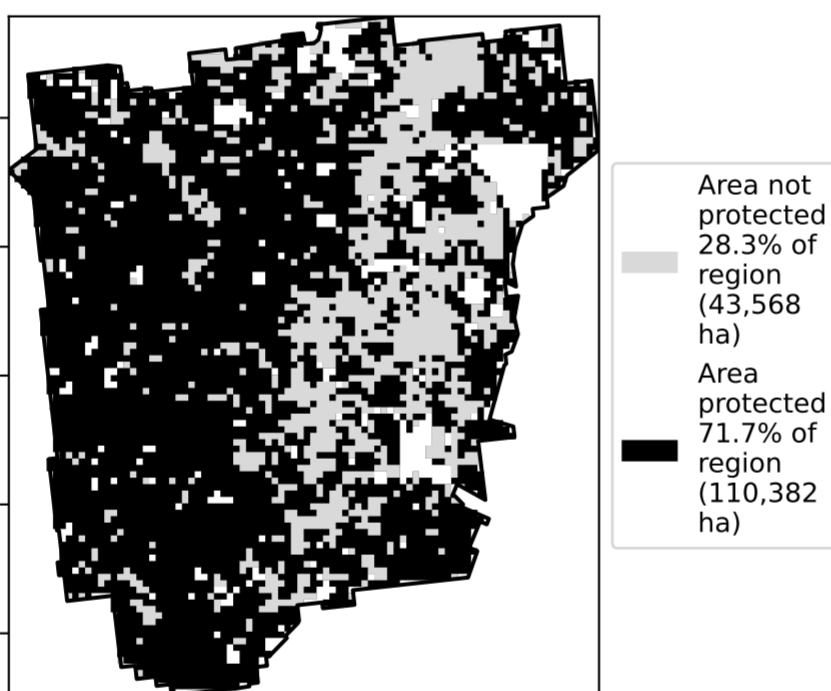 Area not
protected
28.3% of
region
(43,568
ha)
Area
protected
71.7% of
region
(110,382
ha)